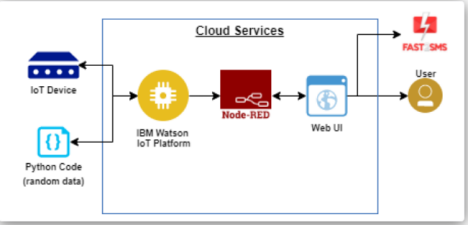 Cloud Services
FAST2SMS
User
IoT Device
IBM Watson
IoT Platform
Node-RED
Web UI
{}
Python Code
(random data)